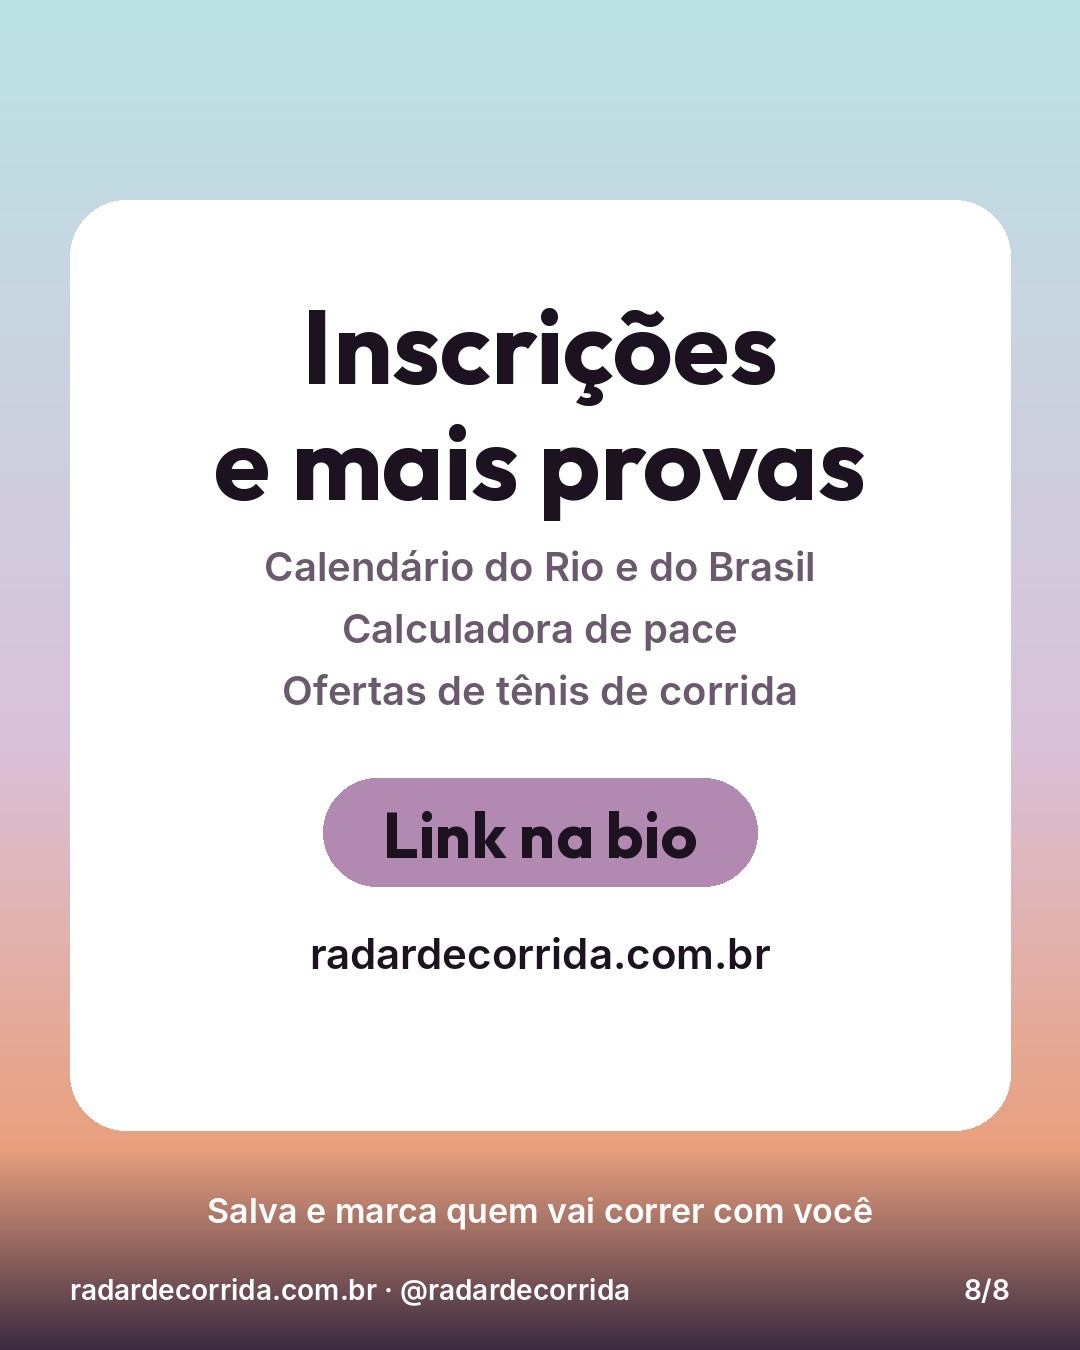 Inscrições
e mais provas
Calendário do Rio e do Brasil
Calculadora de pace
Ofertas de tênis de corrida
Link na bio
radardecorrida.com.br
Salva e marca quem vai correr com você
radardecorrida.com.br · @radardecorrida
8/8